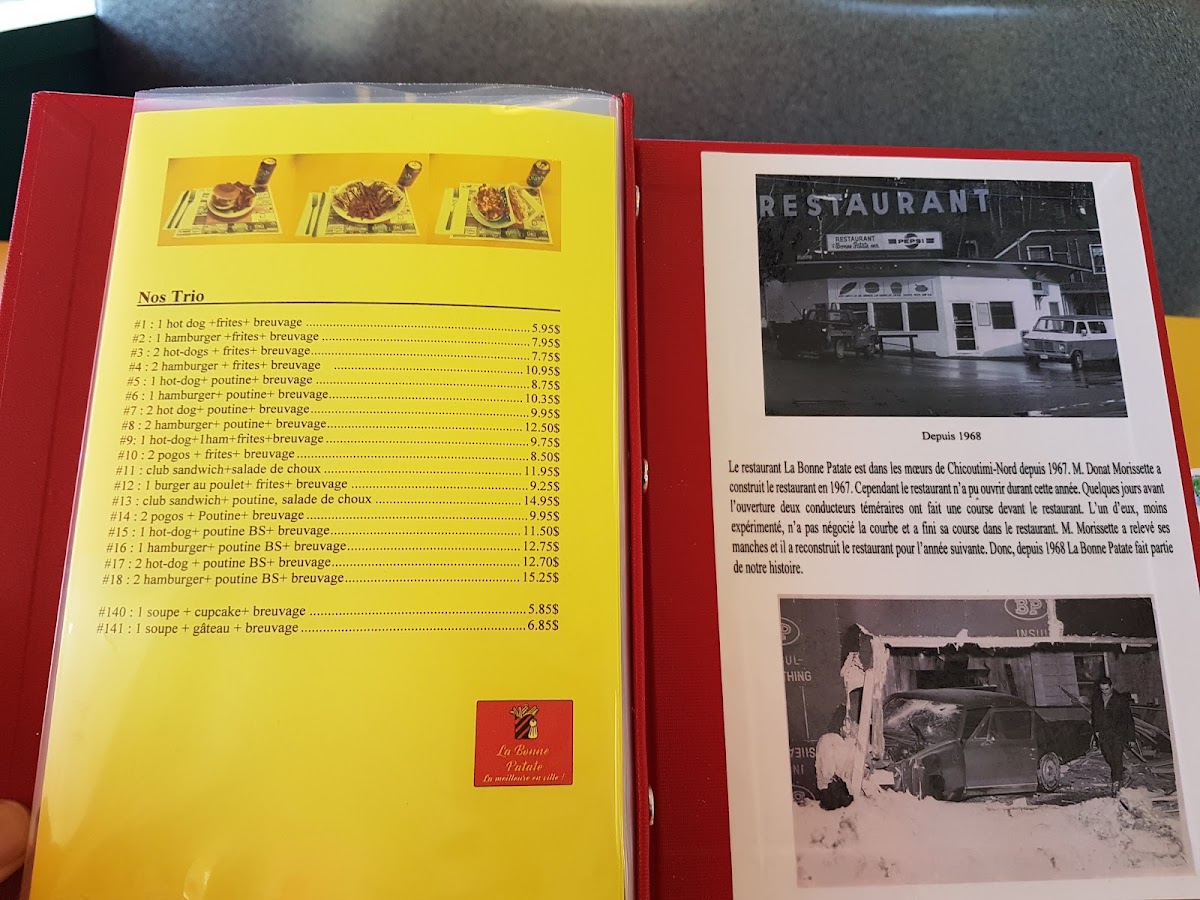 Nos Trio
#1 : 1 hot dog +frites+ breuvage ........ 5.95$
#2 : 1 hamburger +frites+ breuvage ........ 7.95$
#3 : 2 hot-dogs + frites+ breuvage ........ 7.75$
#4 : 2 hamburger + frites+ breuvage ........ 10.95$
#5 : 1 hot-dog+ poutine+ breuvage ........ 8.75$
#6 : 1 hamburger+ poutine+ breuvage ........ 10.35$
#7 : 2 hot dog+ poutine+ breuvage ........ 9.95$
#8 : 2 hamburger+ poutine+ breuvage ........ 12.50$
#9: 1 hot-dog+1ham+frites+breuvage ........ 9.75$
#10 : 2 pogos + frites+ breuvage ........ 8.50$
#11 : club sandwich+salade de choux ........ 11.95$
#12 : 1 burger au poulet+ frites+ breuvage ........ 9.25$
#13 : club sandwich+ poutine, salade de choux ........ 14.95$
#14 : 2 pogos + Poutine+ breuvage ........ 9.95$
#15 : 1 hot-dog+ poutine BS+ breuvage ........ 11.50$
#16 : 1 hamburger+ poutine BS+ breuvage ........ 12.75$
#17 : 2 hot-dog + poutine BS+ breuvage ........ 12.70$
#18 : 2 hamburger+ poutine BS+ breuvage ........ 15.25$
#140 : 1 soupe + cupcake+ breuvage ........ 5.85$
#141 : 1 soupe + gâteau + breuvage ........ 6.85$
La Bonne
Patate
La meilleure en ville !
RESTAURANT
RESTAURANT
Bonne Patate
PEPSI
Depuis 1968
Le restaurant La Bonne Patate est dans les mœurs de Chicoutimi-Nord depuis 1967. M. Donat Morissette a
construit le restaurant en 1967. Cependant le restaurant n'a pu ouvrir durant cette année. Quelques jours avant
l'ouverture deux conducteurs téméraires ont fait une course devant le restaurant. L'un d'eux, moins
expérimenté, n'a pas négocié la courbe et a fini sa course dans le restaurant. M. Morissette a relevé ses
manches et il a reconstruit le restaurant pour l'année suivante. Donc, depuis 1968 La Bonne Patate fait partie
de notre histoire.
BP
INSUL